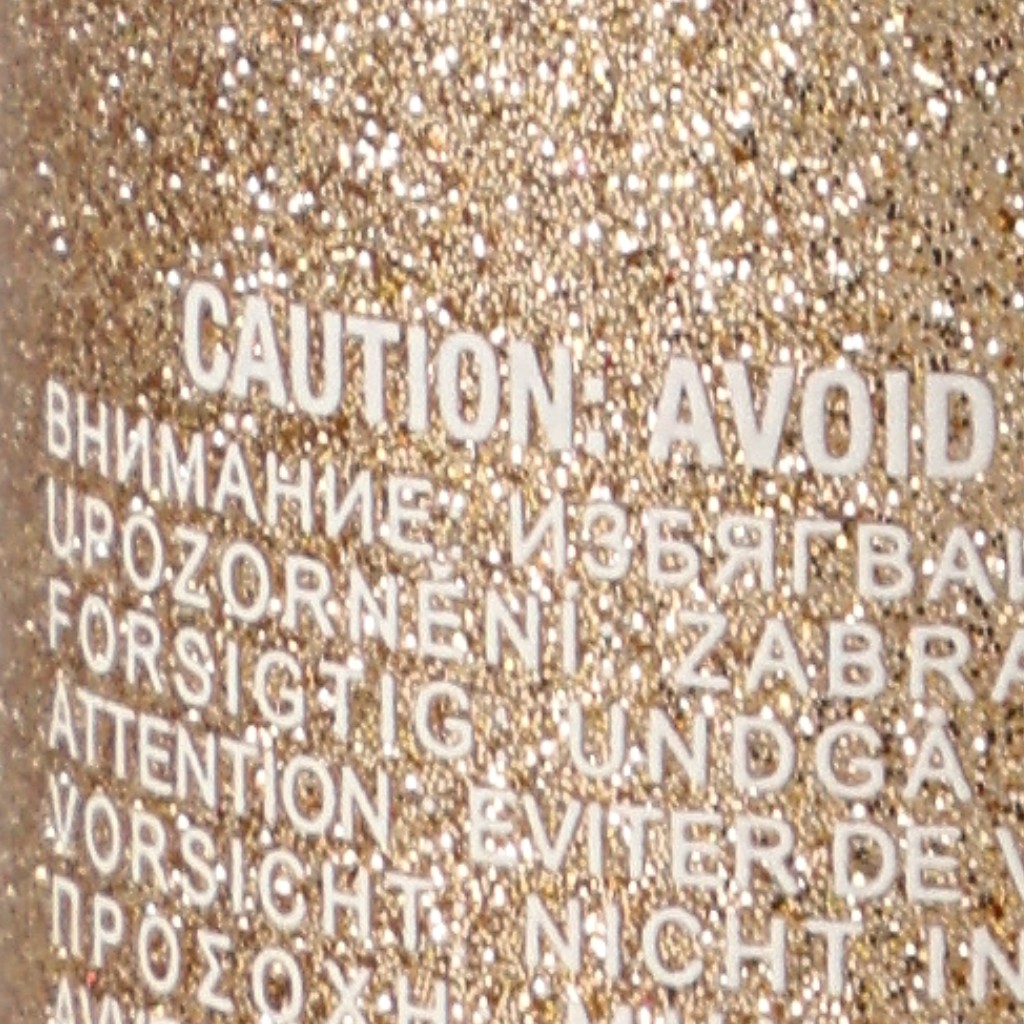 CAUTION: AVOID
ВНИМАНИЕ: ИЗБЯГВАЙ
UPOZORNĚNÍ: ZABRA
FORSIGTIG: UNDGÅ
ATTENTION: ÉVITER DE V
VORSICHT: NICHT IN
ΠΡΟΣΟΧΗ: